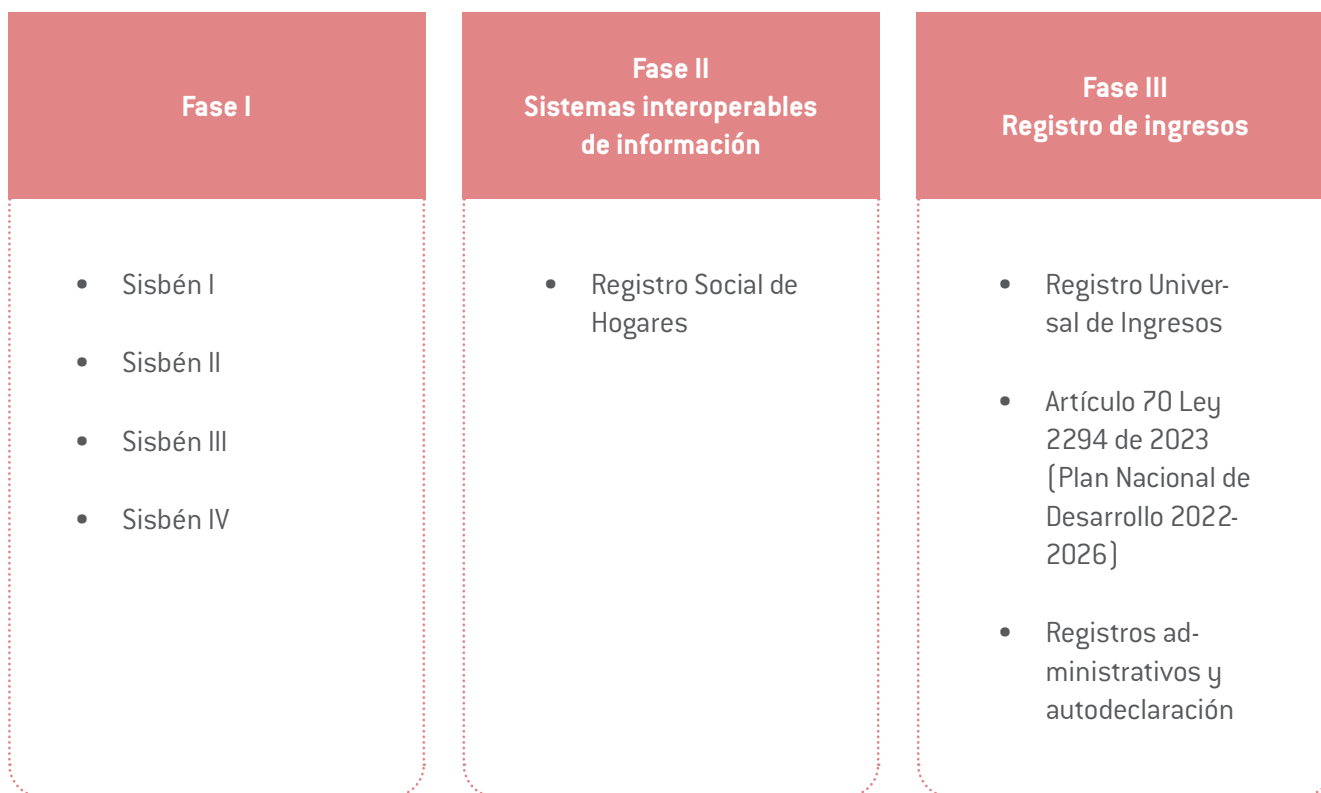 Fase I
• Sisbén I
• Sisbén II
• Sisbén III
• Sisbén IV
Fase II
Sistemas interoperables
de información
• Registro Social de
Hogares
Fase III
Registro de ingresos
• Registro Univer-
sal de Ingresos
• Artículo 70 Ley
2294 de 2023
(Plan Nacional de
Desarrollo 2022-
2026)
• Registros ad-
ministrativos y
autodeclaración